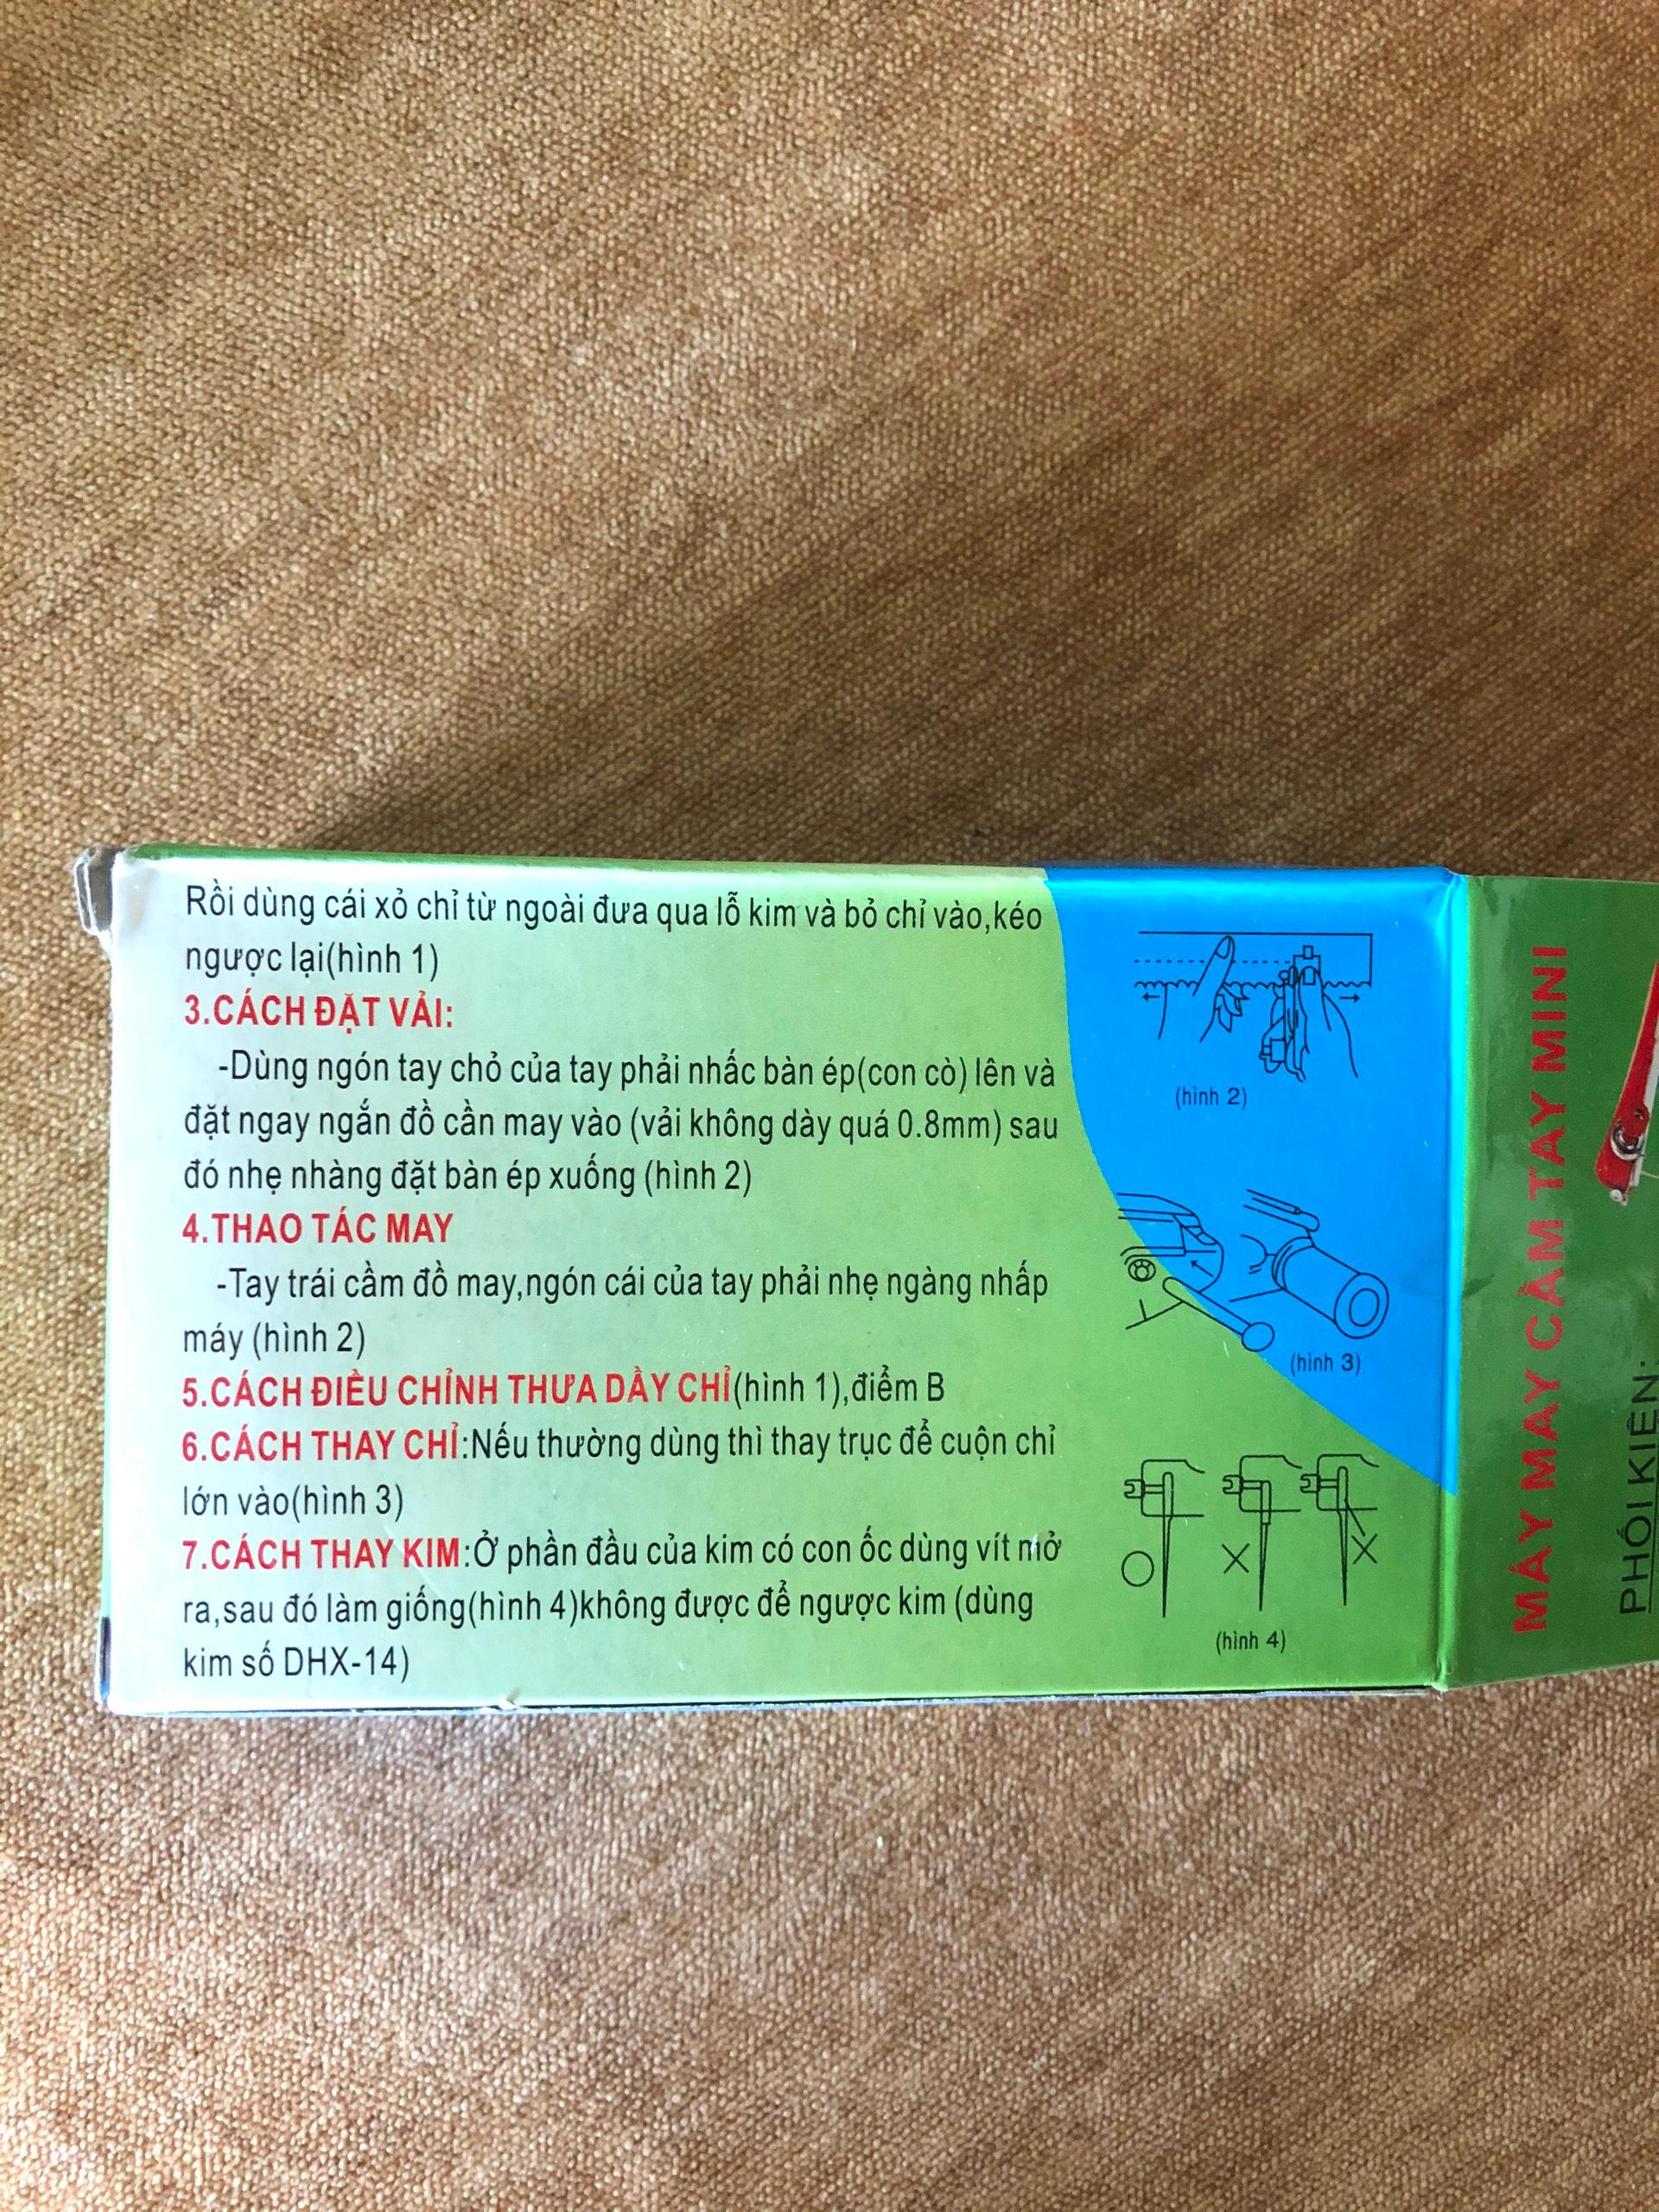 Rồi dùng cái xỏ chỉ từ ngoài đưa qua lỗ kim và bỏ chỉ vào,kéo
ngược lại(hình 1)
3.CÁCH ĐẶT VẢI:
-Dùng ngón tay chỏ của tay phải nhấc bàn ép(con cò) lên và
đặt ngay ngắn đồ cần may vào (vải không dày quá 0.8mm) sau
đó nhẹ nhàng đặt bàn ép xuống (hình 2)
4.THAO TÁC MAY
-Tay trái cầm đồ may,ngón cái của tay phải nhẹ ngàng nhấp
máy (hình 2)
5.CÁCH ĐIỀU CHỈNH THƯA DẦY CHỈ(hình 1),điểm B
6.CÁCH THAY CHỈ:Nếu thường dùng thì thay trục để cuộn chỉ
lớn vào(hình 3)
7.CÁCH THAY KIM:Ở phần đầu của kim có con ốc dùng vít mở
ra,sau đó làm giống(hình 4)không được để ngược kim (dùng
kim số DHX-14)
(hình 2)
(hình 3)
(hình 4)
MÁY MAY CẦM TAY MINI
PHỐI KIỆN: